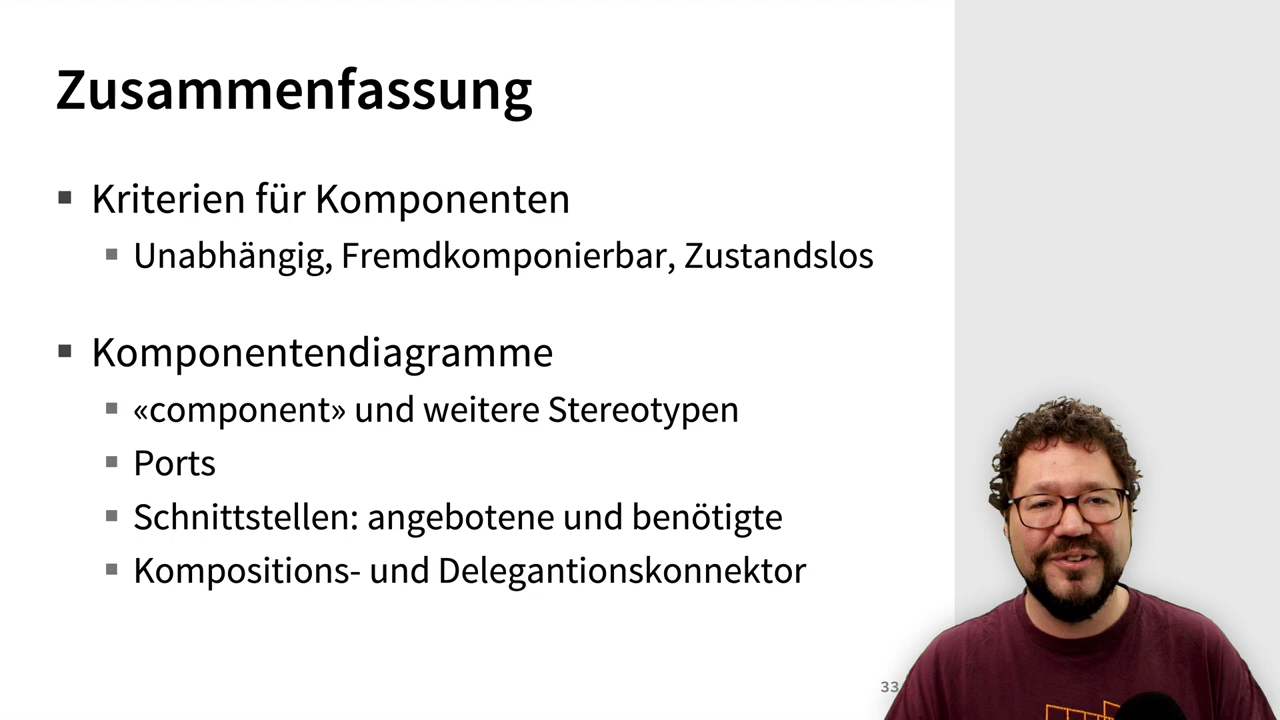 Zusammenfassung
Kriterien für Komponenten
Unabhängig, Fremdkomponierbar, Zustandslos
Komponentendiagramme
«component» und weitere Stereotypen
Ports
Schnittstellen: angebotene und benötigte
Kompositions- und Delegantionskonnektor
33